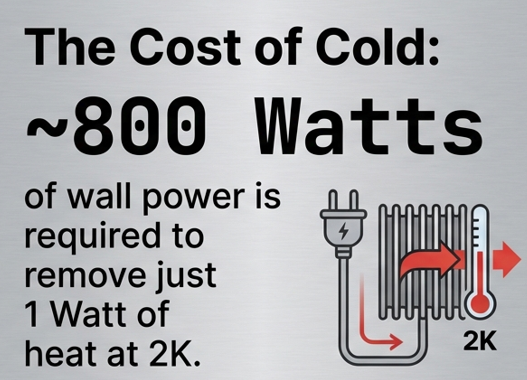 The Cost of Cold:
~800 Watts
of wall power is
required to
remove just
1 Watt of
heat at 2K.
2K